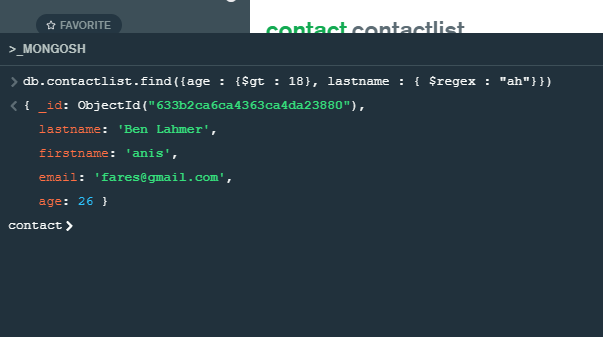 FAVORITE
contact.contactlist
>_MONGOSH
> db.contactlist.find({age : {$gt : 18}, lastname : { $regex : "ah"}})
< { _id: ObjectId("633b2ca6ca4363ca4da23880"),
lastname: 'Ben Lahmer',
firstname: 'anis',
email: 'fares@gmail.com',
age: 26 }
contact>